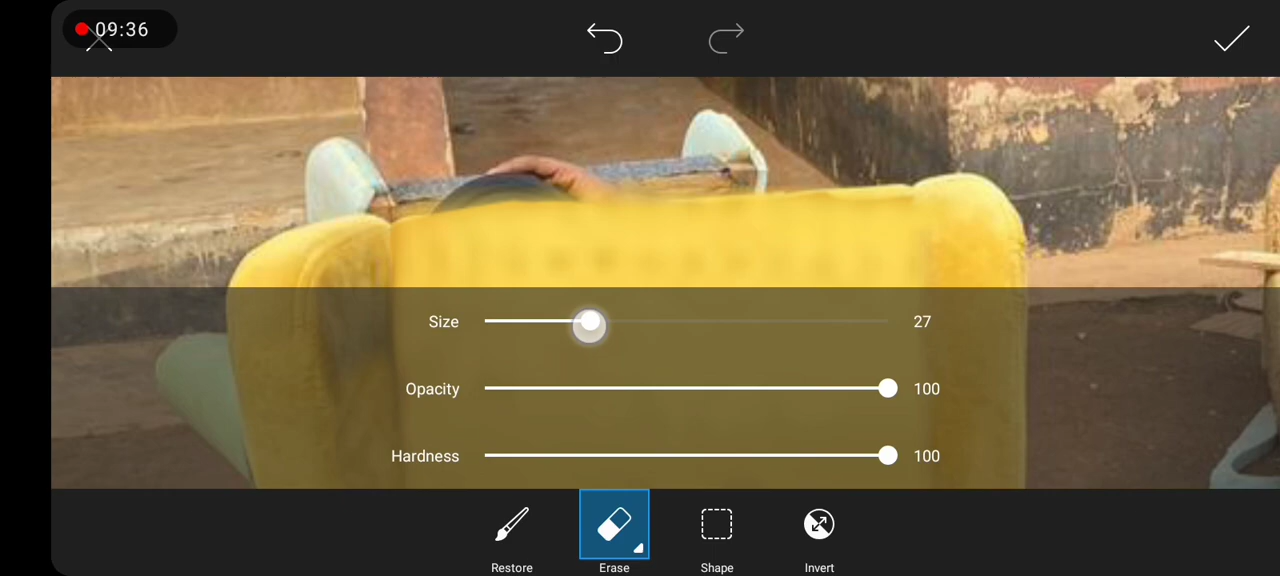 09:36
Size 27
Opacity 100
Hardness 100
Restore Erase Shape Invert